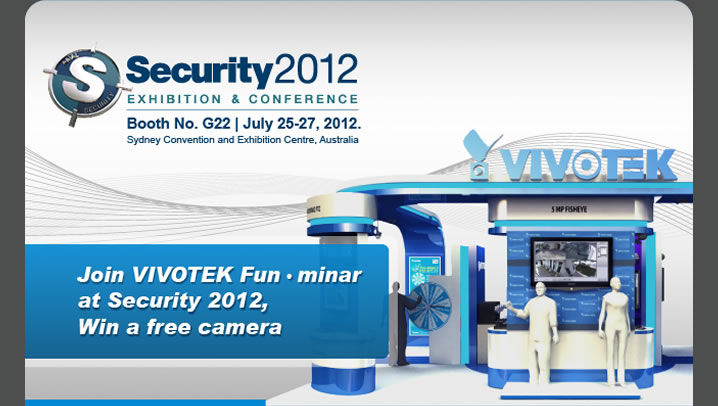 Security2012
EXHIBITION & CONFERENCE
Booth No. G22 | July 25-27, 2012.
Sydney Convention and Exhibition Centre, Australia
VIVOTEK
5 MP FISHEYE
Join VIVOTEK Fun · minar
at Security 2012,
Win a free camera